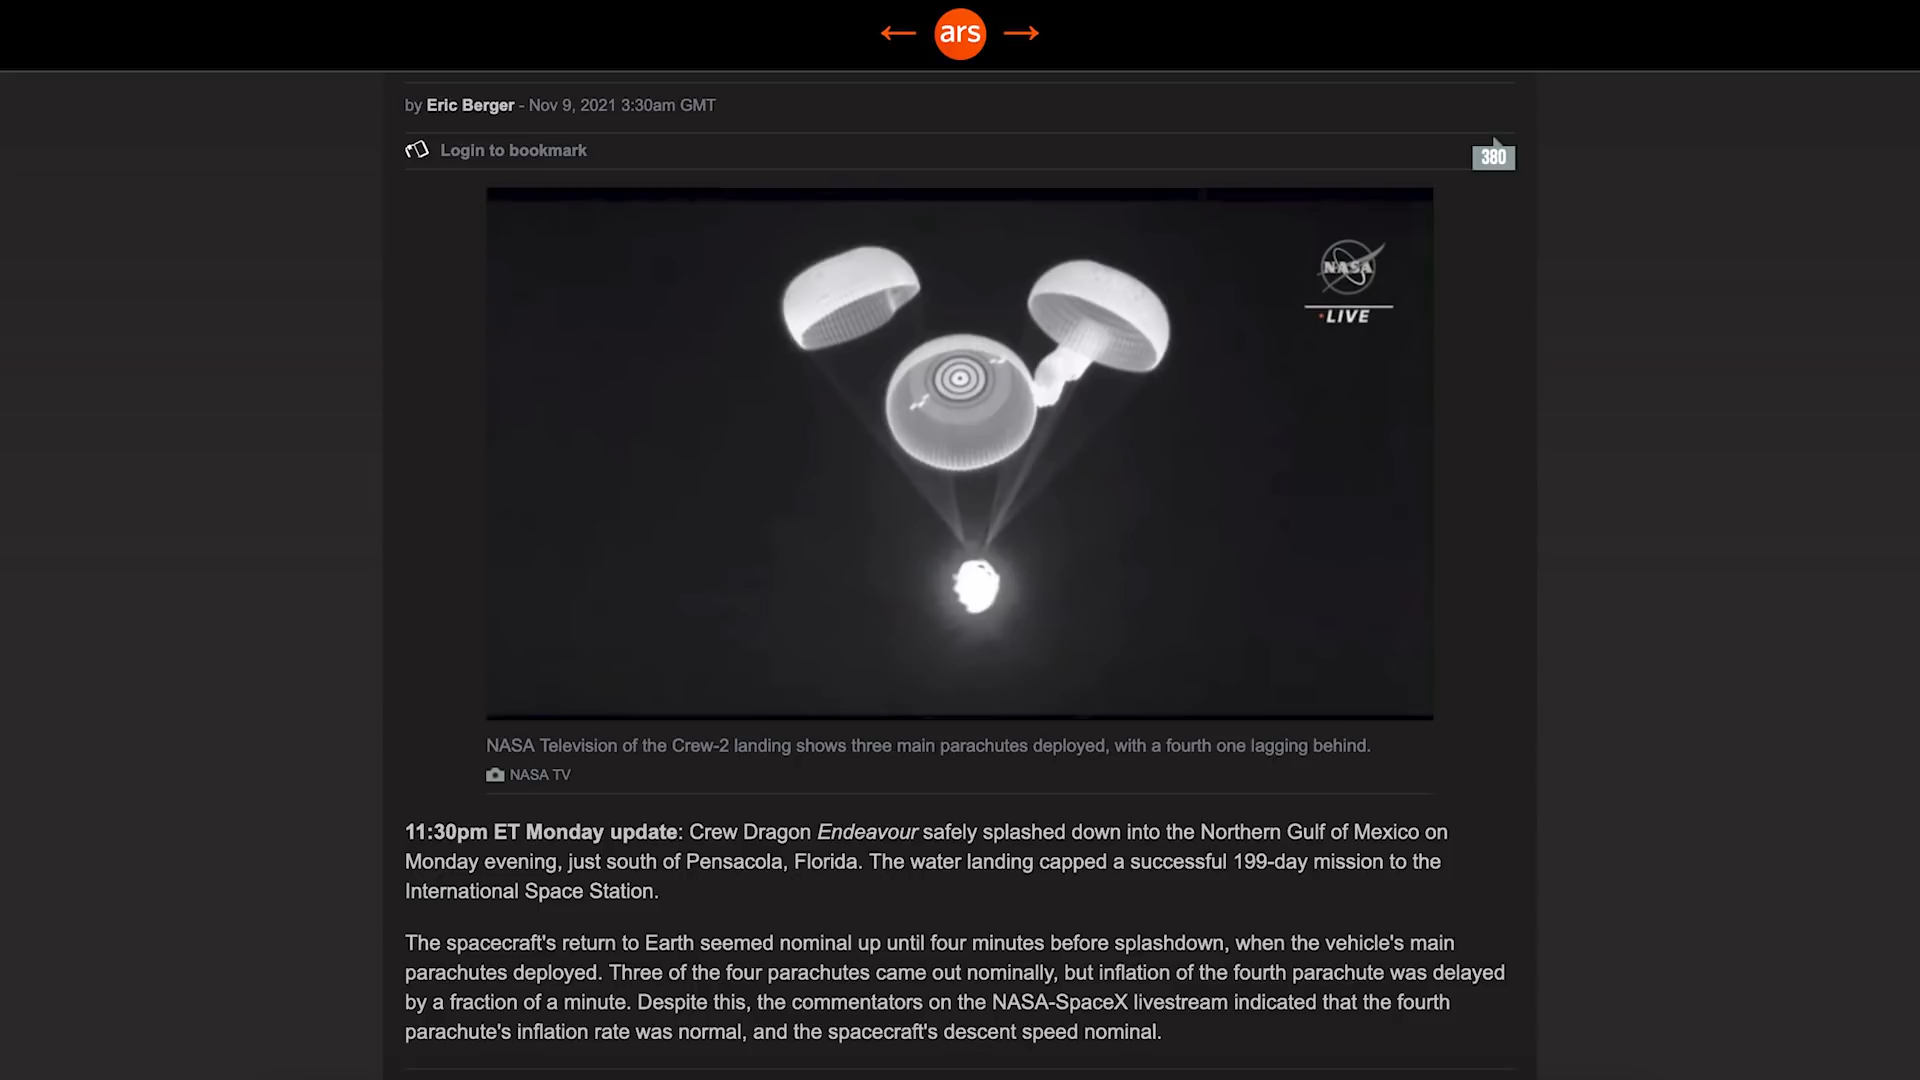 ars
by Eric Berger - Nov 9, 2021 3:30am GMT
Login to bookmark
380
NASA
LIVE
NASA Television of the Crew-2 landing shows three main parachutes deployed, with a fourth one lagging behind.
NASA TV
11:30pm ET Monday update: Crew Dragon Endeavour safely splashed down into the Northern Gulf of Mexico on
Monday evening, just south of Pensacola, Florida. The water landing capped a successful 199-day mission to the
International Space Station.
The spacecraft's return to Earth seemed nominal up until four minutes before splashdown, when the vehicle's main
parachutes deployed. Three of the four parachutes came out nominally, but inflation of the fourth parachute was delayed
by a fraction of a minute. Despite this, the commentators on the NASA-SpaceX livestream indicated that the fourth
parachute's inflation rate was normal, and the spacecraft's descent speed nominal.